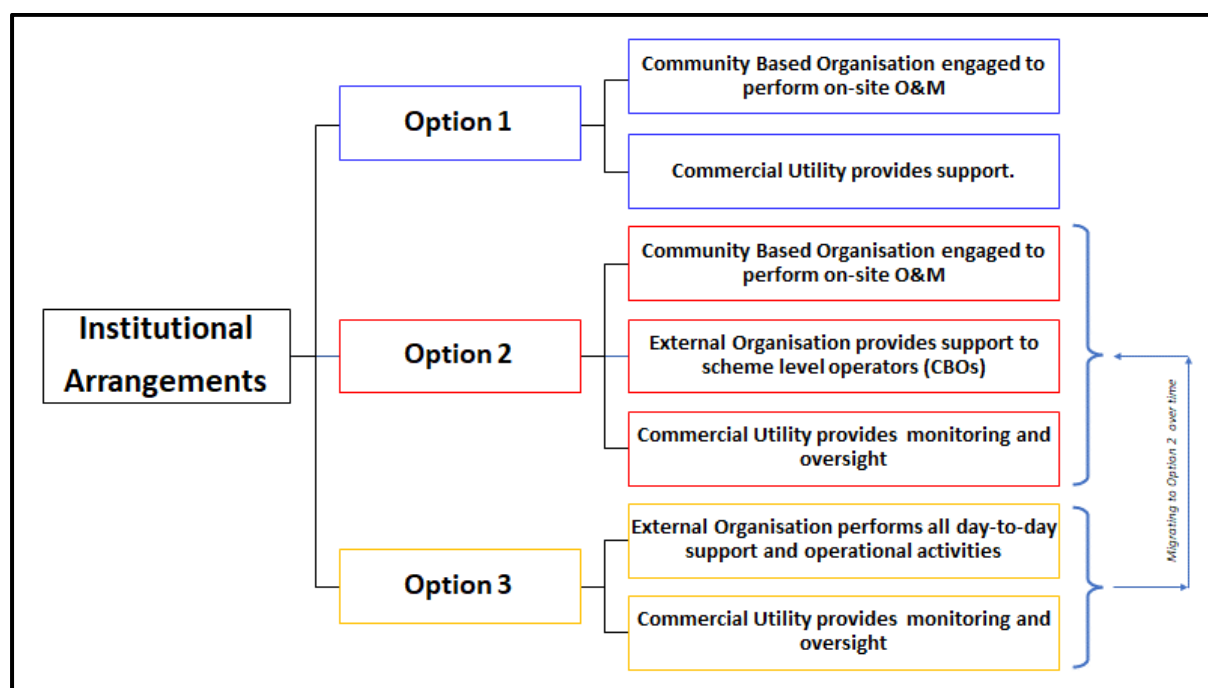 Institutional
Arrangements
Option 1
Community Based Organisation engaged to
perform on-site O&M
Commercial Utility provides support.
Option 2
Community Based Organisation engaged to
perform on-site O&M
External Organisation provides support to
scheme level operators (CBOs)
Commercial Utility provides monitoring and
oversight
Option 3
External Organisation performs all day-to-day
support and operational activities
Commercial Utility provides monitoring and
oversight
Migrating to Option 2 over time